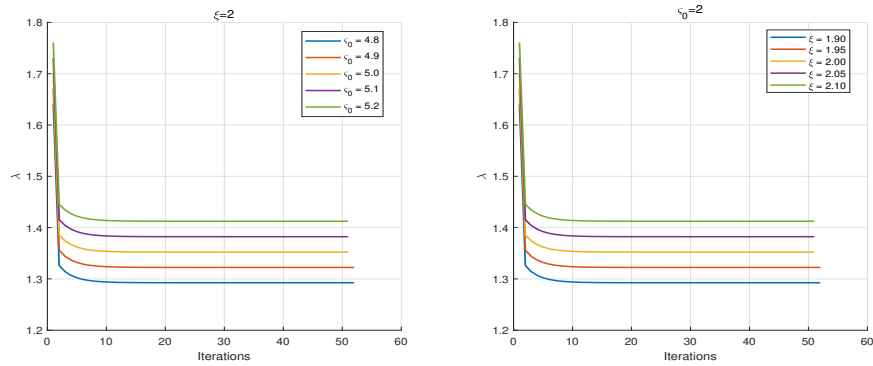 ξ=2
ς0 = 4.8
ς0 = 4.9
ς0 = 5.0
ς0 = 5.1
ς0 = 5.2
λ
1.8
1.7
1.6
1.5
1.4
1.3
1.2
0 10 20 30 40 50 60
Iterations
ς0=2
ξ = 1.90
ξ = 1.95
ξ = 2.00
ξ = 2.05
ξ = 2.10
λ
1.8
1.7
1.6
1.5
1.4
1.3
1.2
0 10 20 30 40 50 60
Iterations